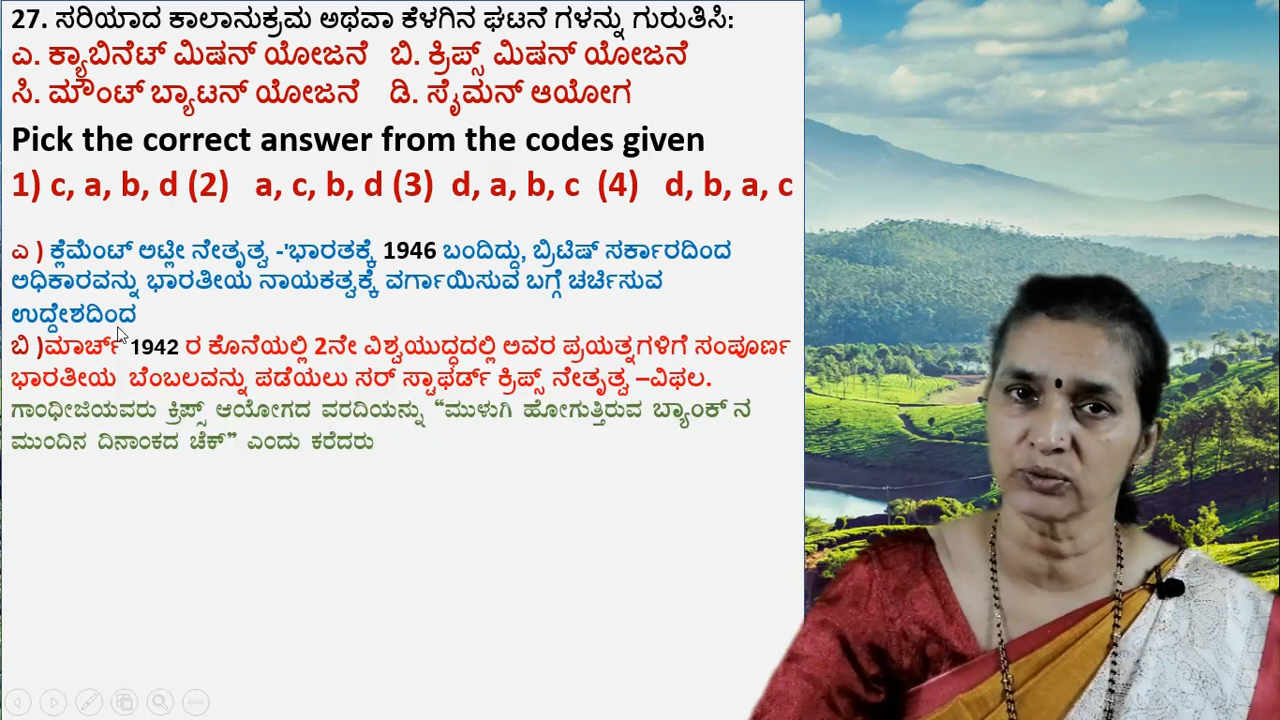 27. ಸರಿಯಾದ ಕಾಲಾನುಕ್ರಮ ಅಥವಾ ಕೆಳಗಿನ ಘಟನೆ ಗಳನ್ನು ಗುರುತಿಸಿ:
ಎ. ಕ್ಯಾಬಿನೆಟ್ ಮಿಷನ್ ಯೋಜನೆ ಬಿ. ಕ್ರಿಪ್ಸ್ ಮಿಷನ್ ಯೋಜನೆ
ಸಿ. ಮೌಂಟ್ ಬ್ಯಾಟನ್ ಯೋಜನೆ ಡಿ. ಸೈಮನ್ ಆಯೋಗ
Pick the correct answer from the codes given
1) c, a, b, d (2) a, c, b, d (3) d, a, b, c (4) d, b, a, c
ಎ ) ಕ್ಲೆಮೆಂಟ್ ಅಟ್ಲೀ ನೇತೃತ್ವ -'ಭಾರತಕ್ಕೆ 1946 ಬಂದಿದ್ದು, ಬ್ರಿಟಿಷ್ ಸರ್ಕಾರದಿಂದ
ಅಧಿಕಾರವನ್ನು ಭಾರತೀಯ ನಾಯಕತ್ವಕ್ಕೆ ವರ್ಗಾಯಿಸುವ ಬಗ್ಗೆ ಚರ್ಚಿಸುವ
ಉದ್ದೇಶದಿಂದ
ಬಿ )ಮಾರ್ಚ್ 1942 ರ ಕೊನೆಯಲ್ಲಿ 2ನೇ ವಿಶ್ವಯುದ್ಧದಲ್ಲಿ ಅವರ ಪ್ರಯತ್ನಗಳಿಗೆ ಸಂಪೂರ್ಣ
ಭಾರತೀಯ ಬೆಂಬಲವನ್ನು ಪಡೆಯಲು ಸರ್ ಸ್ಟಾಫರ್ಡ್ ಕ್ರಿಪ್ಸ್ ನೇತೃತ್ವ –ವಿಫಲ.
ಗಾಂಧೀಜಿಯವರು ಕ್ರಿಪ್ಸ್ ಆಯೋಗದ ವರದಿಯನ್ನು “ಮುಳುಗಿ ಹೋಗುತ್ತಿರುವ ಬ್ಯಾಂಕ್ ನ
ಮುಂದಿನ ದಿನಾಂಕದ ಚೆಕ್” ಎಂದು ಕರೆದರು